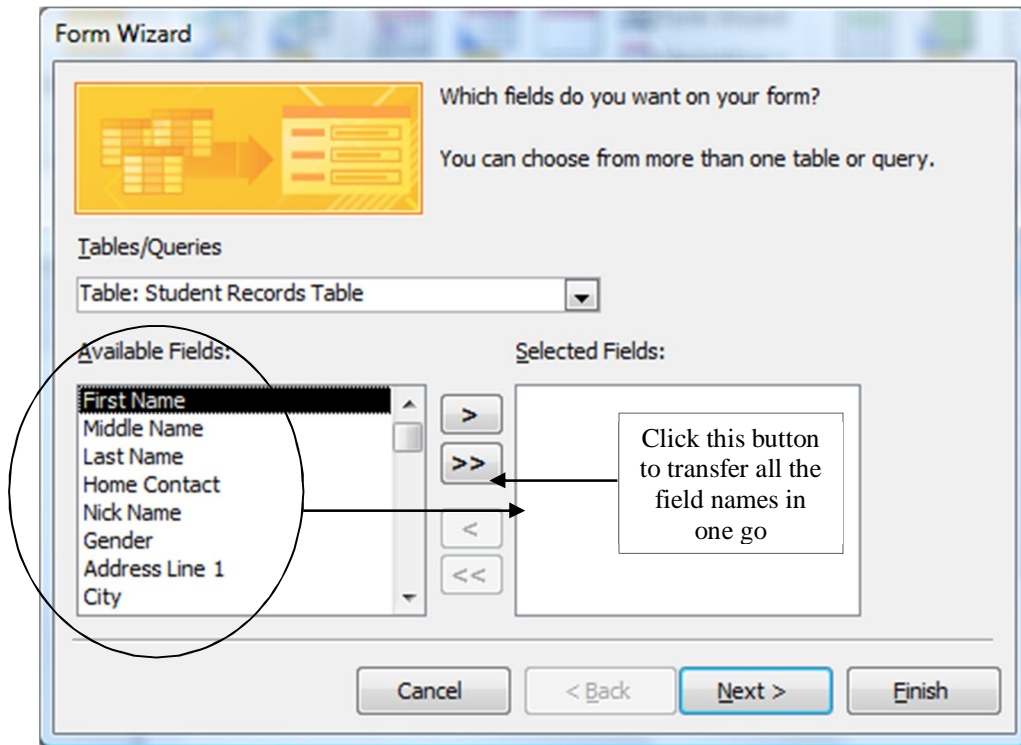 Form Wizard
Which fields do you want on your form?
You can choose from more than one table or query.
Tables/Queries
Table: Student Records Table
Available Fields:
Selected Fields:
First Name
Middle Name
Last Name
Home Contact
Nick Name
Gender
Address Line 1
City
>
>>
<
<<
Click this button
to transfer all the
field names in
one go
Cancel
< Back
Next >
Finish